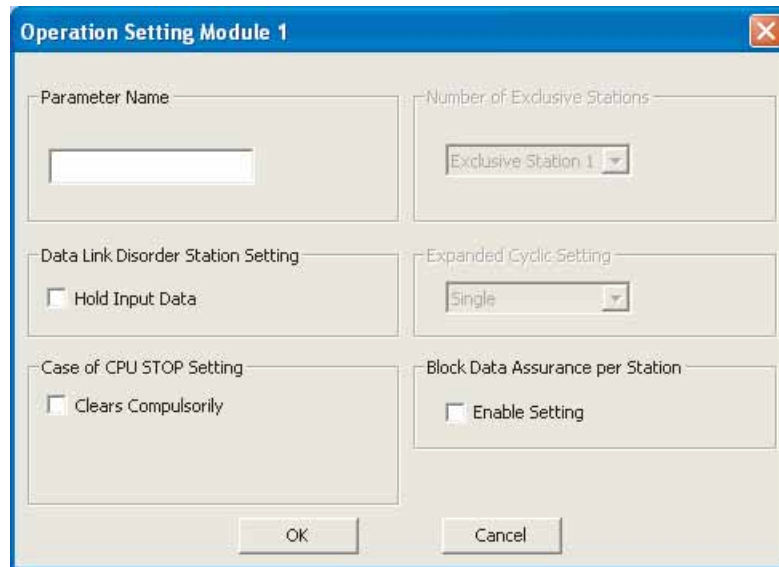 Operation Setting Module 1
Parameter Name
Number of Exclusive Stations
Exclusive Station 1
Data Link Disorder Station Setting
Hold Input Data
Expanded Cyclic Setting
Single
Case of CPU STOP Setting
Clears Compulsorily
Block Data Assurance per Station
Enable Setting
OK
Cancel